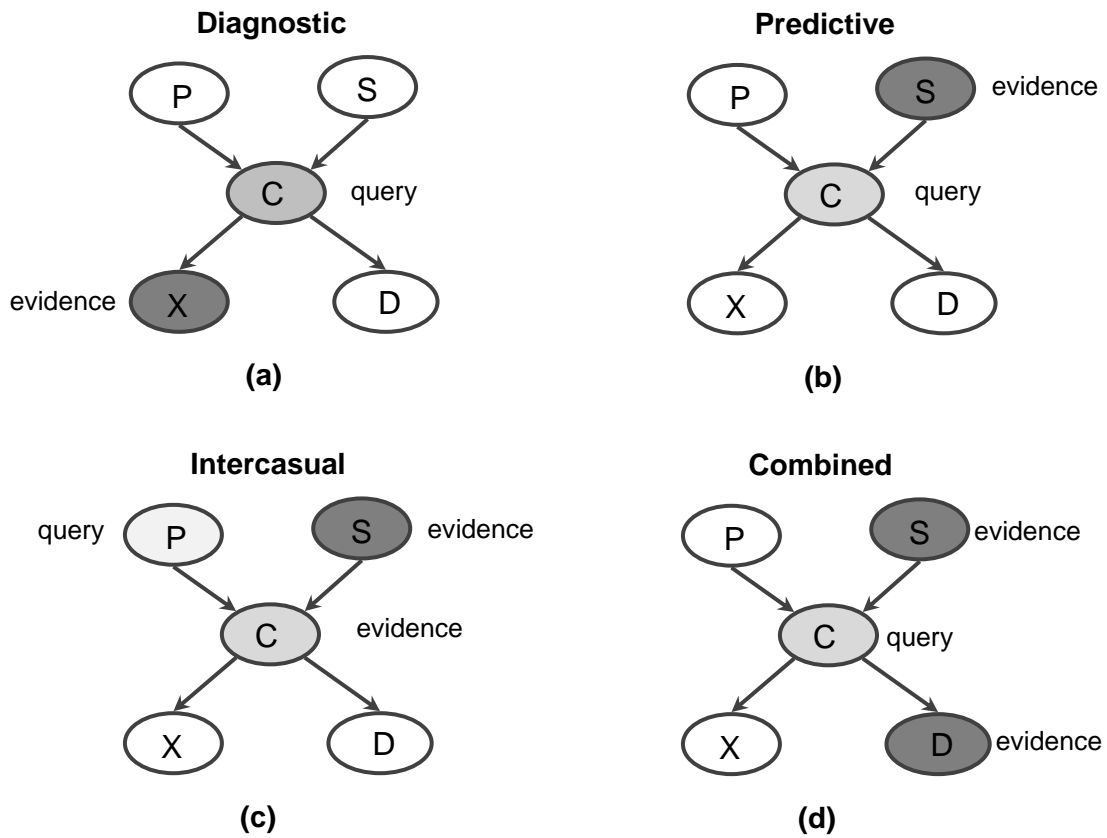 Diagnostic
P
S
C
query
evidence
X
D
(a)
Predictive
P
S
evidence
C
query
X
D
(b)
Intercasual
query
P
S
evidence
C
evidence
X
D
(c)
Combined
P
S
evidence
C
query
X
D
evidence
(d)